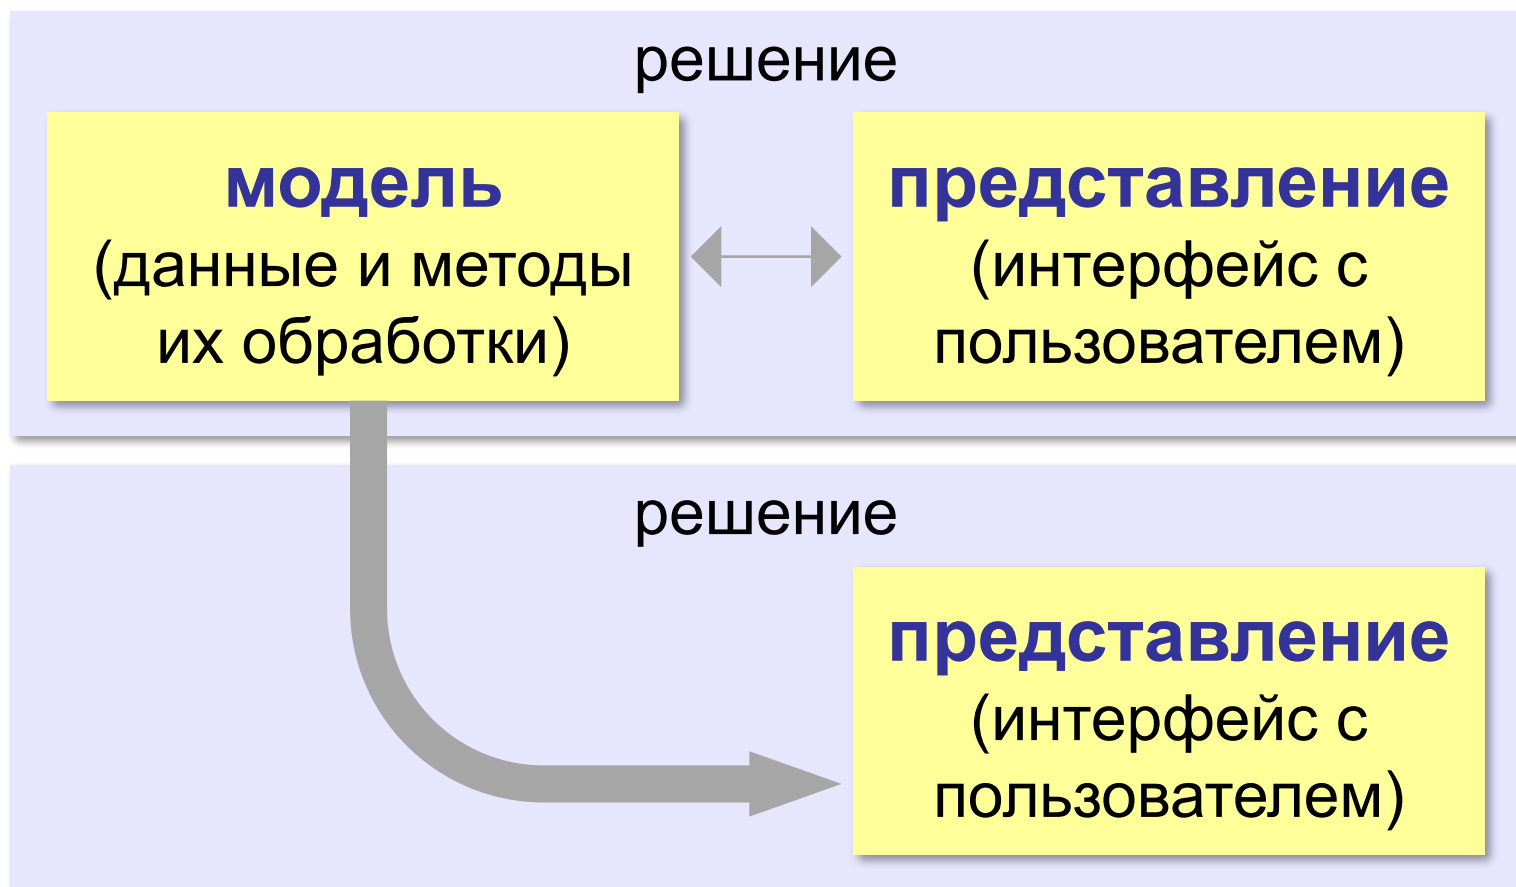 решение
модель
(данные и методы
их обработки)
представление
(интерфейс с
пользователем)
решение
представление
(интерфейс с
пользователем)